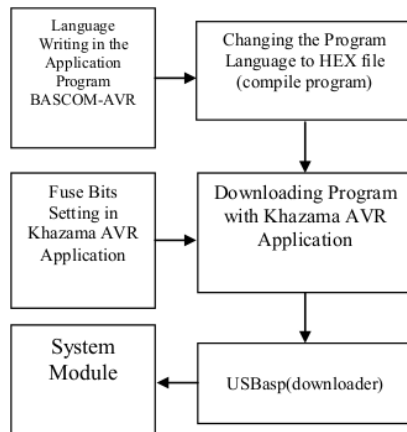 Language
Writing in the
Application
Program
BASCOM-AVR
Changing the Program
Language to HEX file
(compile program)
Fuse Bits
Setting in
Khazama AVR
Application
Downloading Program
with Khazama AVR
Application
System
Module
USBasp(downloader)